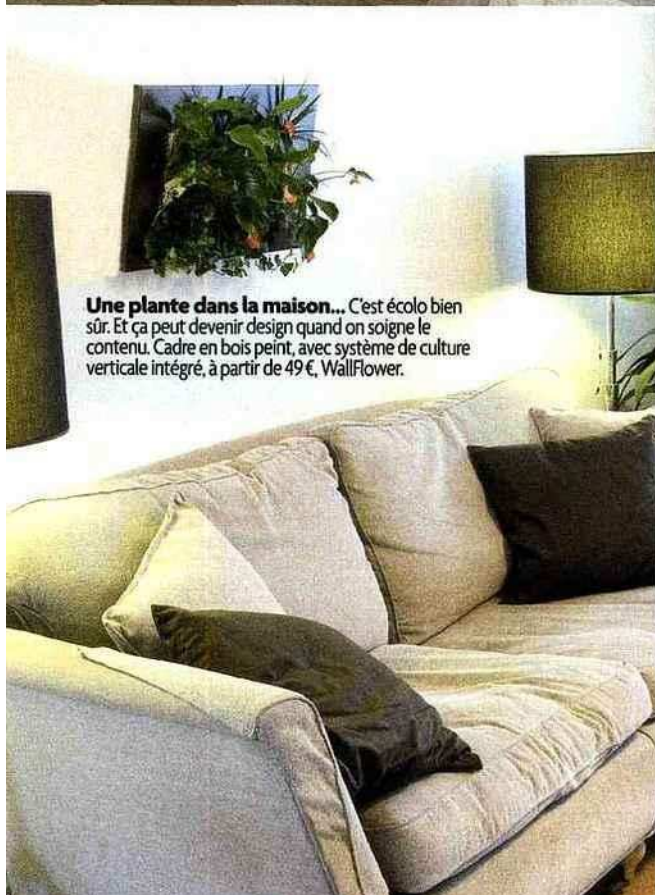 Une plante dans la maison... C'est écolo bien
sûr. Et ça peut devenir design quand on soigne le
contenu. Cadre en bois peint, avec système de culture
verticale intégré, à partir de 49 €, WallFlower.